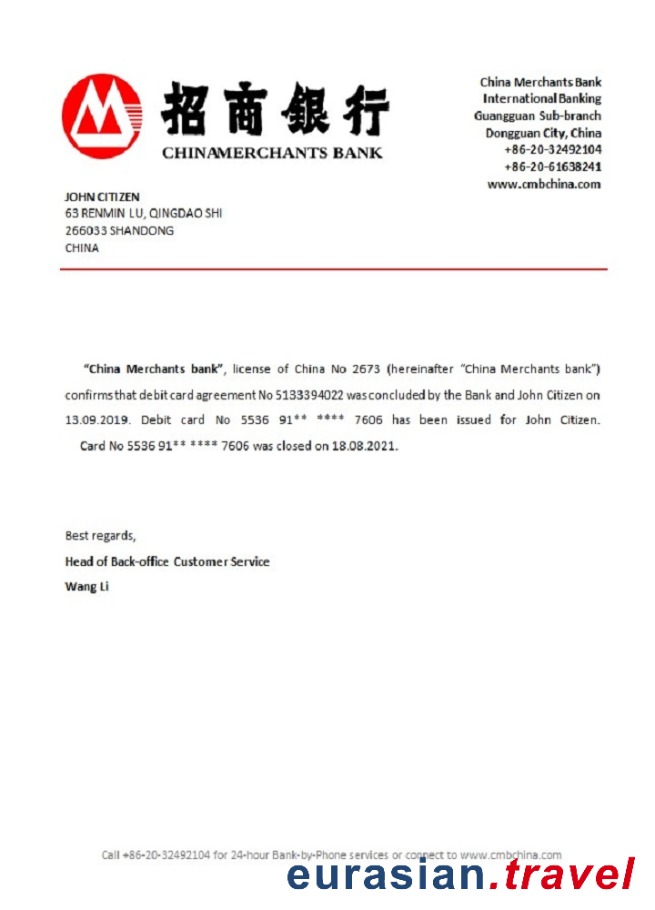 招商銀行
CHINAMERCHANTS BANK
China Merchants Bank
International Banking
Guangguan Sub-branch
Dongguan City, China
+86-20-32492104
+86-20-61638241
www.cmbchina.com
JOHN CITIZEN
63 RENMIN LU, QINGDAO SHI
266033 SHANDONG
CHINA
“China Merchants bank”, license of China No 2673 (hereinafter “China Merchants bank”)
confirms that debit card agreement No 5133394022 was concluded by the Bank and John Citizen on
13.09.2019. Debit card No 5536 91** **** 7606 has been issued for John Citizen.
Card No 5536 91** **** 7606 was closed on 18.08.2021.
Best regards,
Head of Back-office Customer Service
Wang Li
Call +86-20-32492104 for 24-hour Bank-by-Phone services or connect to www.cmbchina.com
eurasian.travel